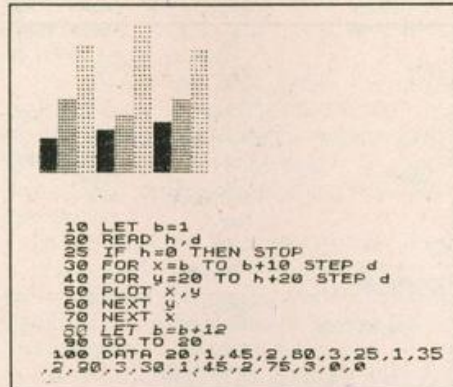 10 LET b=1
20 READ h,d
25 IF h=0 THEN STOP
30 FOR x=b TO b+10 STEP d
40 FOR y=20 TO h+20 STEP d
50 PLOT x,y
60 NEXT y
70 NEXT x
80 LET b=b+12
90 GO TO 20
100 DATA 20,1,45,2,80,3,25,1,35
,2,90,3,30,1,45,2,75,3,0,0